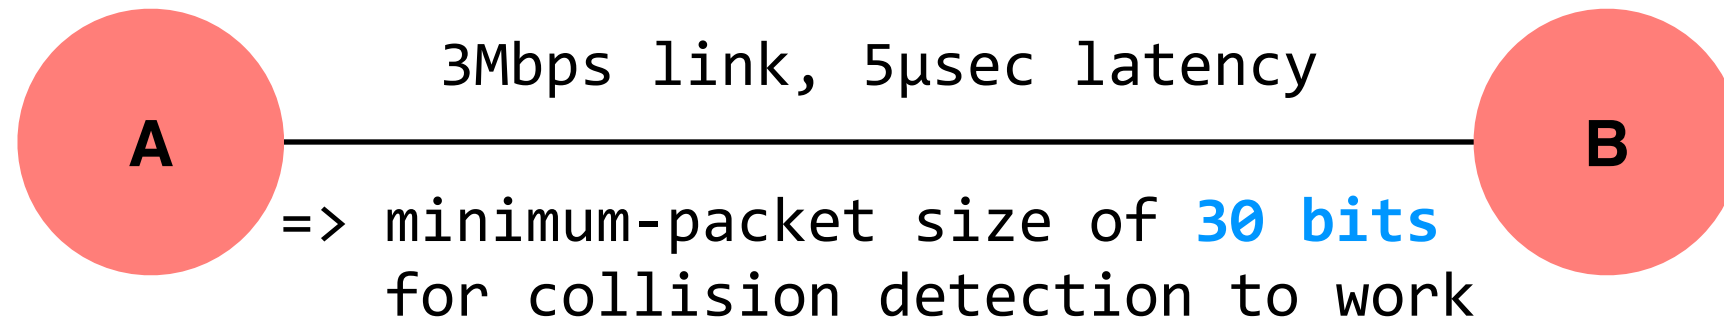 3Mbps link, 5μsec latency
A
B
=> minimum-packet size of 30 bits
for collision detection to work